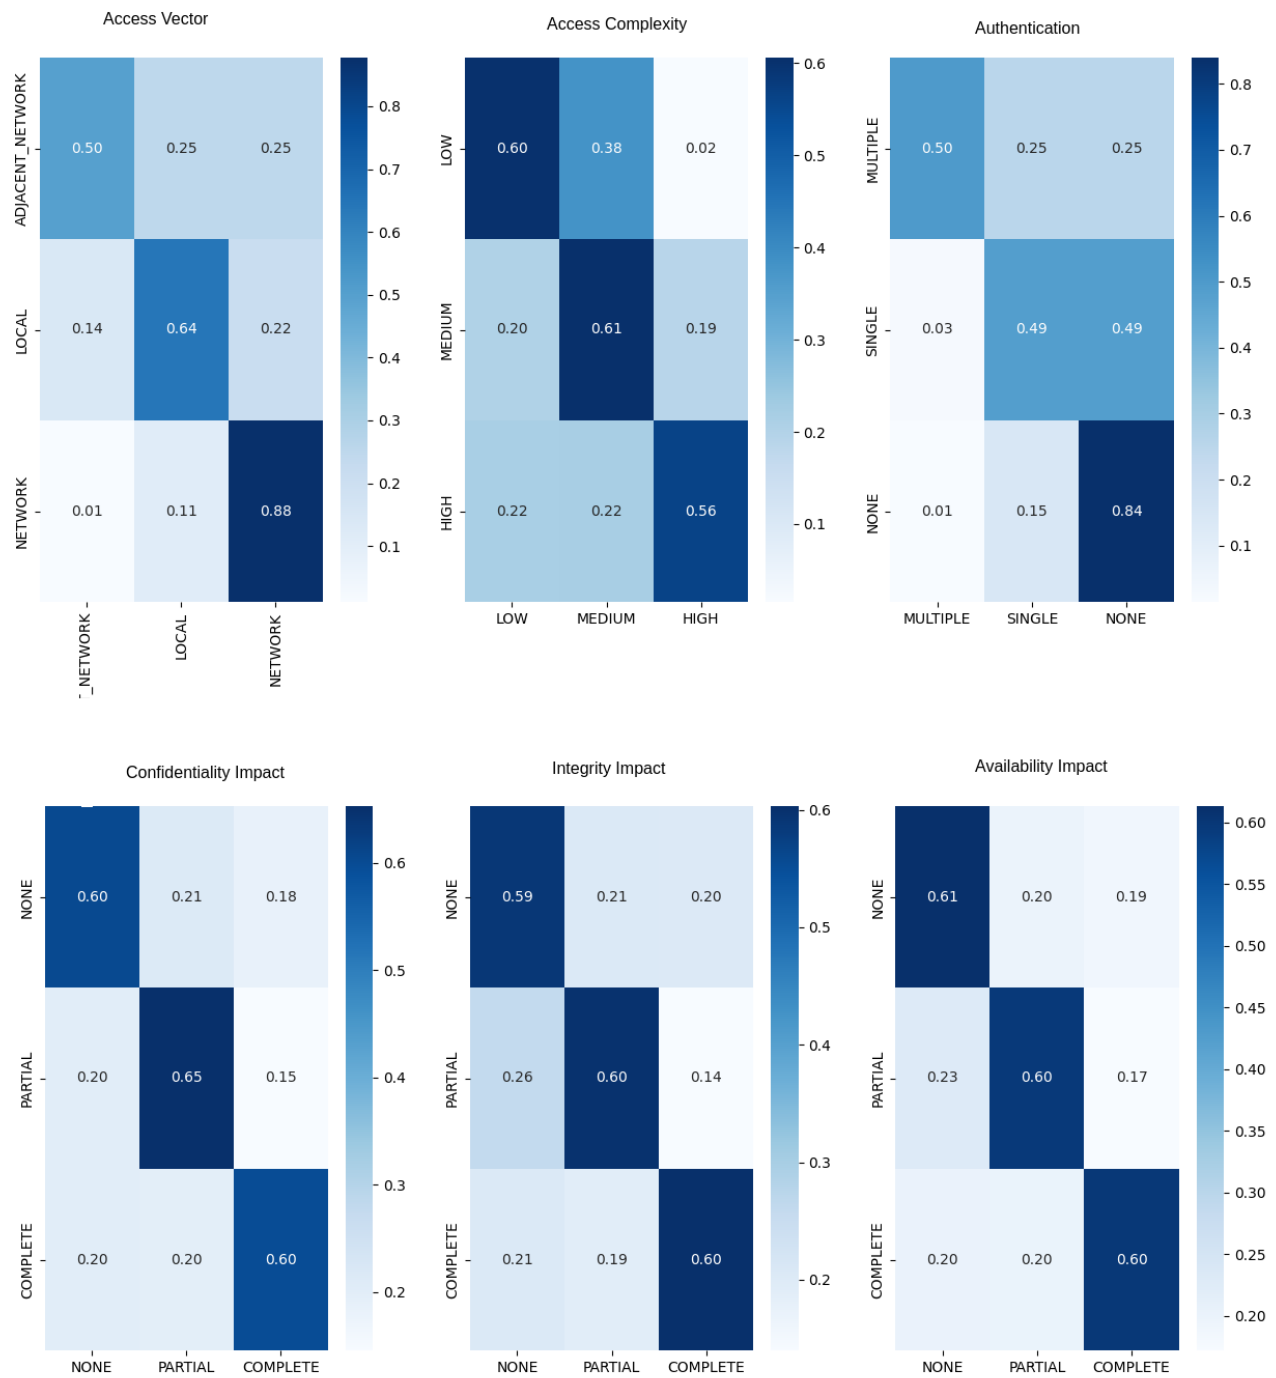 Access Vector
ADJACENT_NETWORK
LOCAL
NETWORK
0.50 0.25 0.25
0.14 0.64 0.22
0.01 0.11 0.88
T_NETWORK
LOCAL
NETWORK
0.8
0.7
0.6
0.5
0.4
0.3
0.2
0.1
Access Complexity
LOW
MEDIUM
HIGH
0.60 0.38 0.02
0.20 0.61 0.19
0.22 0.22 0.56
LOW MEDIUM HIGH
0.6
0.5
0.4
0.3
0.2
0.1
Authentication
MULTIPLE
SINGLE
NONE
0.50 0.25 0.25
0.03 0.49 0.49
0.01 0.15 0.84
MULTIPLE SINGLE NONE
0.8
0.7
0.6
0.5
0.4
0.3
0.2
0.1
Confidentiality Impact
NONE
PARTIAL
COMPLETE
0.60 0.21 0.18
0.20 0.65 0.15
0.20 0.20 0.60
NONE PARTIAL COMPLETE
0.6
0.5
0.4
0.3
0.2
Integrity Impact
NONE
PARTIAL
COMPLETE
0.59 0.21 0.20
0.26 0.60 0.14
0.21 0.19 0.60
NONE PARTIAL COMPLETE
0.6
0.5
0.4
0.3
0.2
Availability Impact
NONE
PARTIAL
COMPLETE
0.61 0.20 0.19
0.23 0.60 0.17
0.20 0.20 0.60
NONE PARTIAL COMPLETE
0.60
0.55
0.50
0.45
0.40
0.35
0.30
0.25
0.20